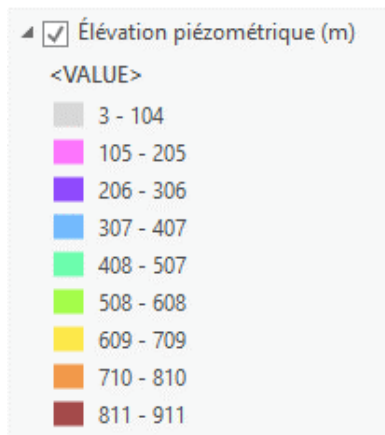 Élévation piézométrique (m)
<VALUE>
3 - 104
105 - 205
206 - 306
307 - 407
408 - 507
508 - 608
609 - 709
710 - 810
811 - 911